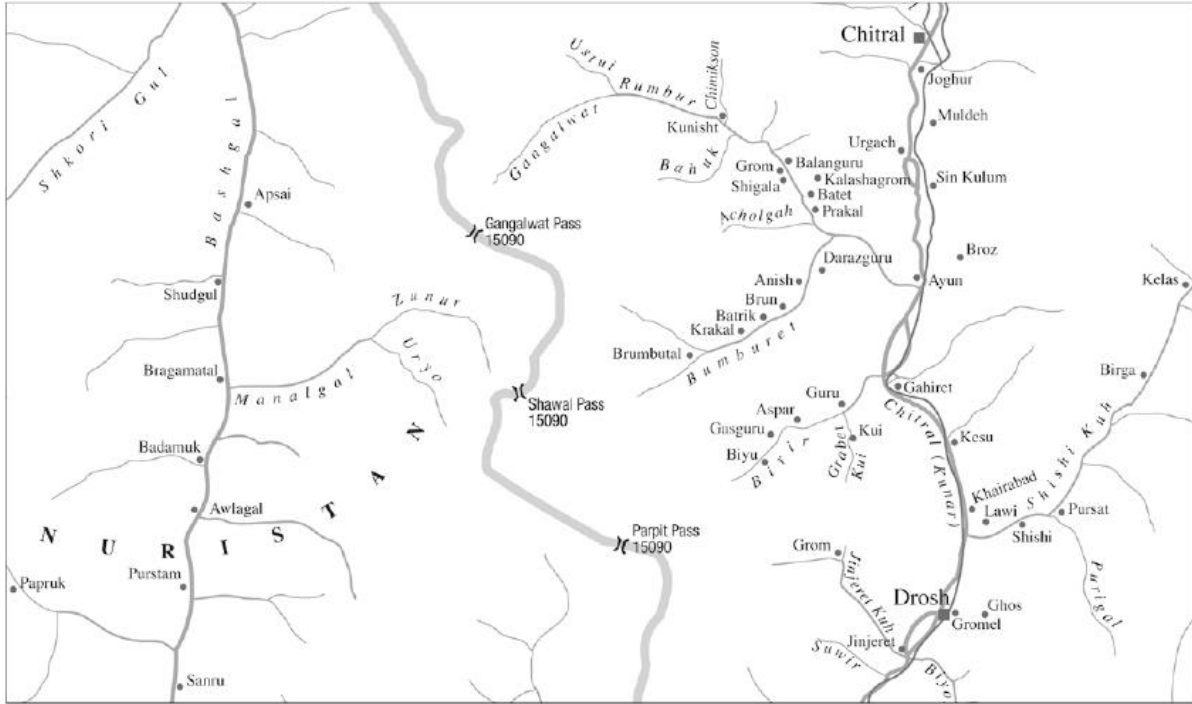 Chitral
Usrui
Rumbur
Chimikson
Joghur
Shkori Gul
Bashgal
Gangalwat
Kunisht
Muldeh
Bahuk
Urgach
Grom
Balanguru
Shigala
Kalashagrom
Sin Kulum
Batet
Prakal
Apsai
Acholgah
Gangalwat Pass
15090
Broz
Darazguru
Shudgul
Anish
Ayun
Kelas
Zunur
Brun
Batrik
Krakal
Uryo
Brumbutal
Bumburet
Bragamatal
Manalgal
Birga
Gahiret
Shawal Pass
15090
Guru
Aspar
Gasguru
Kui
Chitral (Kunar)
Kesu
Shishi Kuh
Badamuk
Biyu
Birir
Grabet
Kui
Khairabad
Lawi
Pursat
Awlagal
Shishi
NURISTAN
Parpit Pass
15090
Grom
Jinjeret Kuh
Purigal
Papruk
Purstam
Drosh
Ghos
Gromel
Jinjeret
Suwir
Sanru